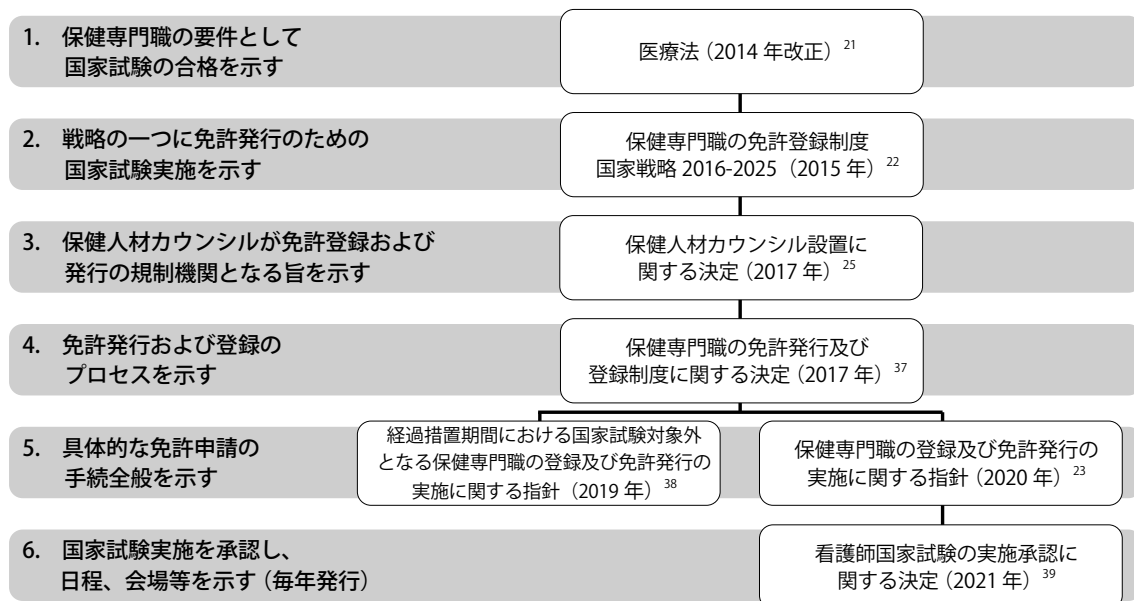 1. 保健専門職の要件として
国家試験の合格を示す
医療法（2014 年改正）21
2. 戦略の一つに免許発行のための
国家試験実施を示す
保健専門職の免許登録制度
国家戦略 2016-2025（2015 年）22
3. 保健人材カウンシルが免許登録および
発行の規制機関となる旨を示す
保健人材カウンシル設置に
関する決定（2017 年）25
4. 免許発行および登録の
プロセスを示す
保健専門職の免許発行及び
登録制度に関する決定（2017 年）37
5. 具体的な免許申請の
手続全般を示す
経過措置期間における国家試験対象外
となる保健専門職の登録及び免許発行の
実施に関する指針（2019 年）38
保健専門職の登録及び免許発行の
実施に関する指針（2020 年）23
6. 国家試験実施を承認し、
日程、会場等を示す（毎年発行）
看護師国家試験の実施承認に
関する決定（2021 年）39